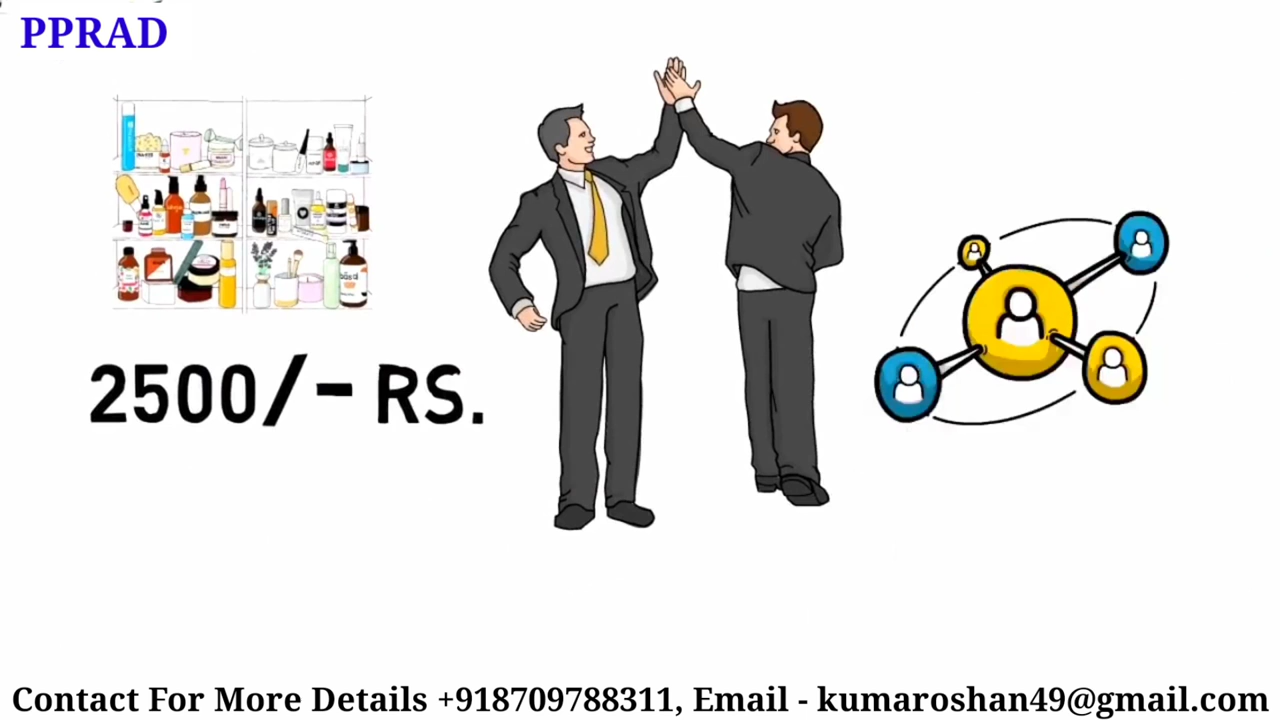 PPRAD
2500/- RS.
Contact For More Details +918709788311, Email - kumaroshan49@gmail.com